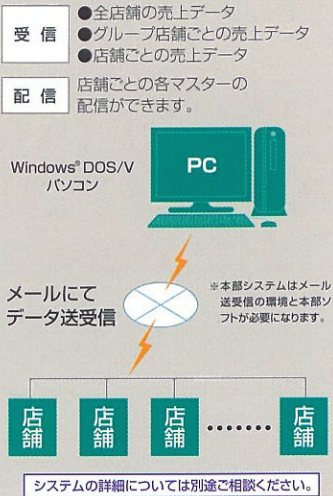 受信
●全店舗の売上データ
●グループ店舗ごとの売上データ
●店舗ごとの売上データ
配信
店舗ごとの各マスターの
配信ができます。
Windows® DOS/V
パソコン
PC
メールにて
データ送受信
※本部システムはメール
送受信の環境と本部ソ
フトが必要になります。
店舗
店舗
店舗
店舗
システムの詳細については別途ご相談ください。